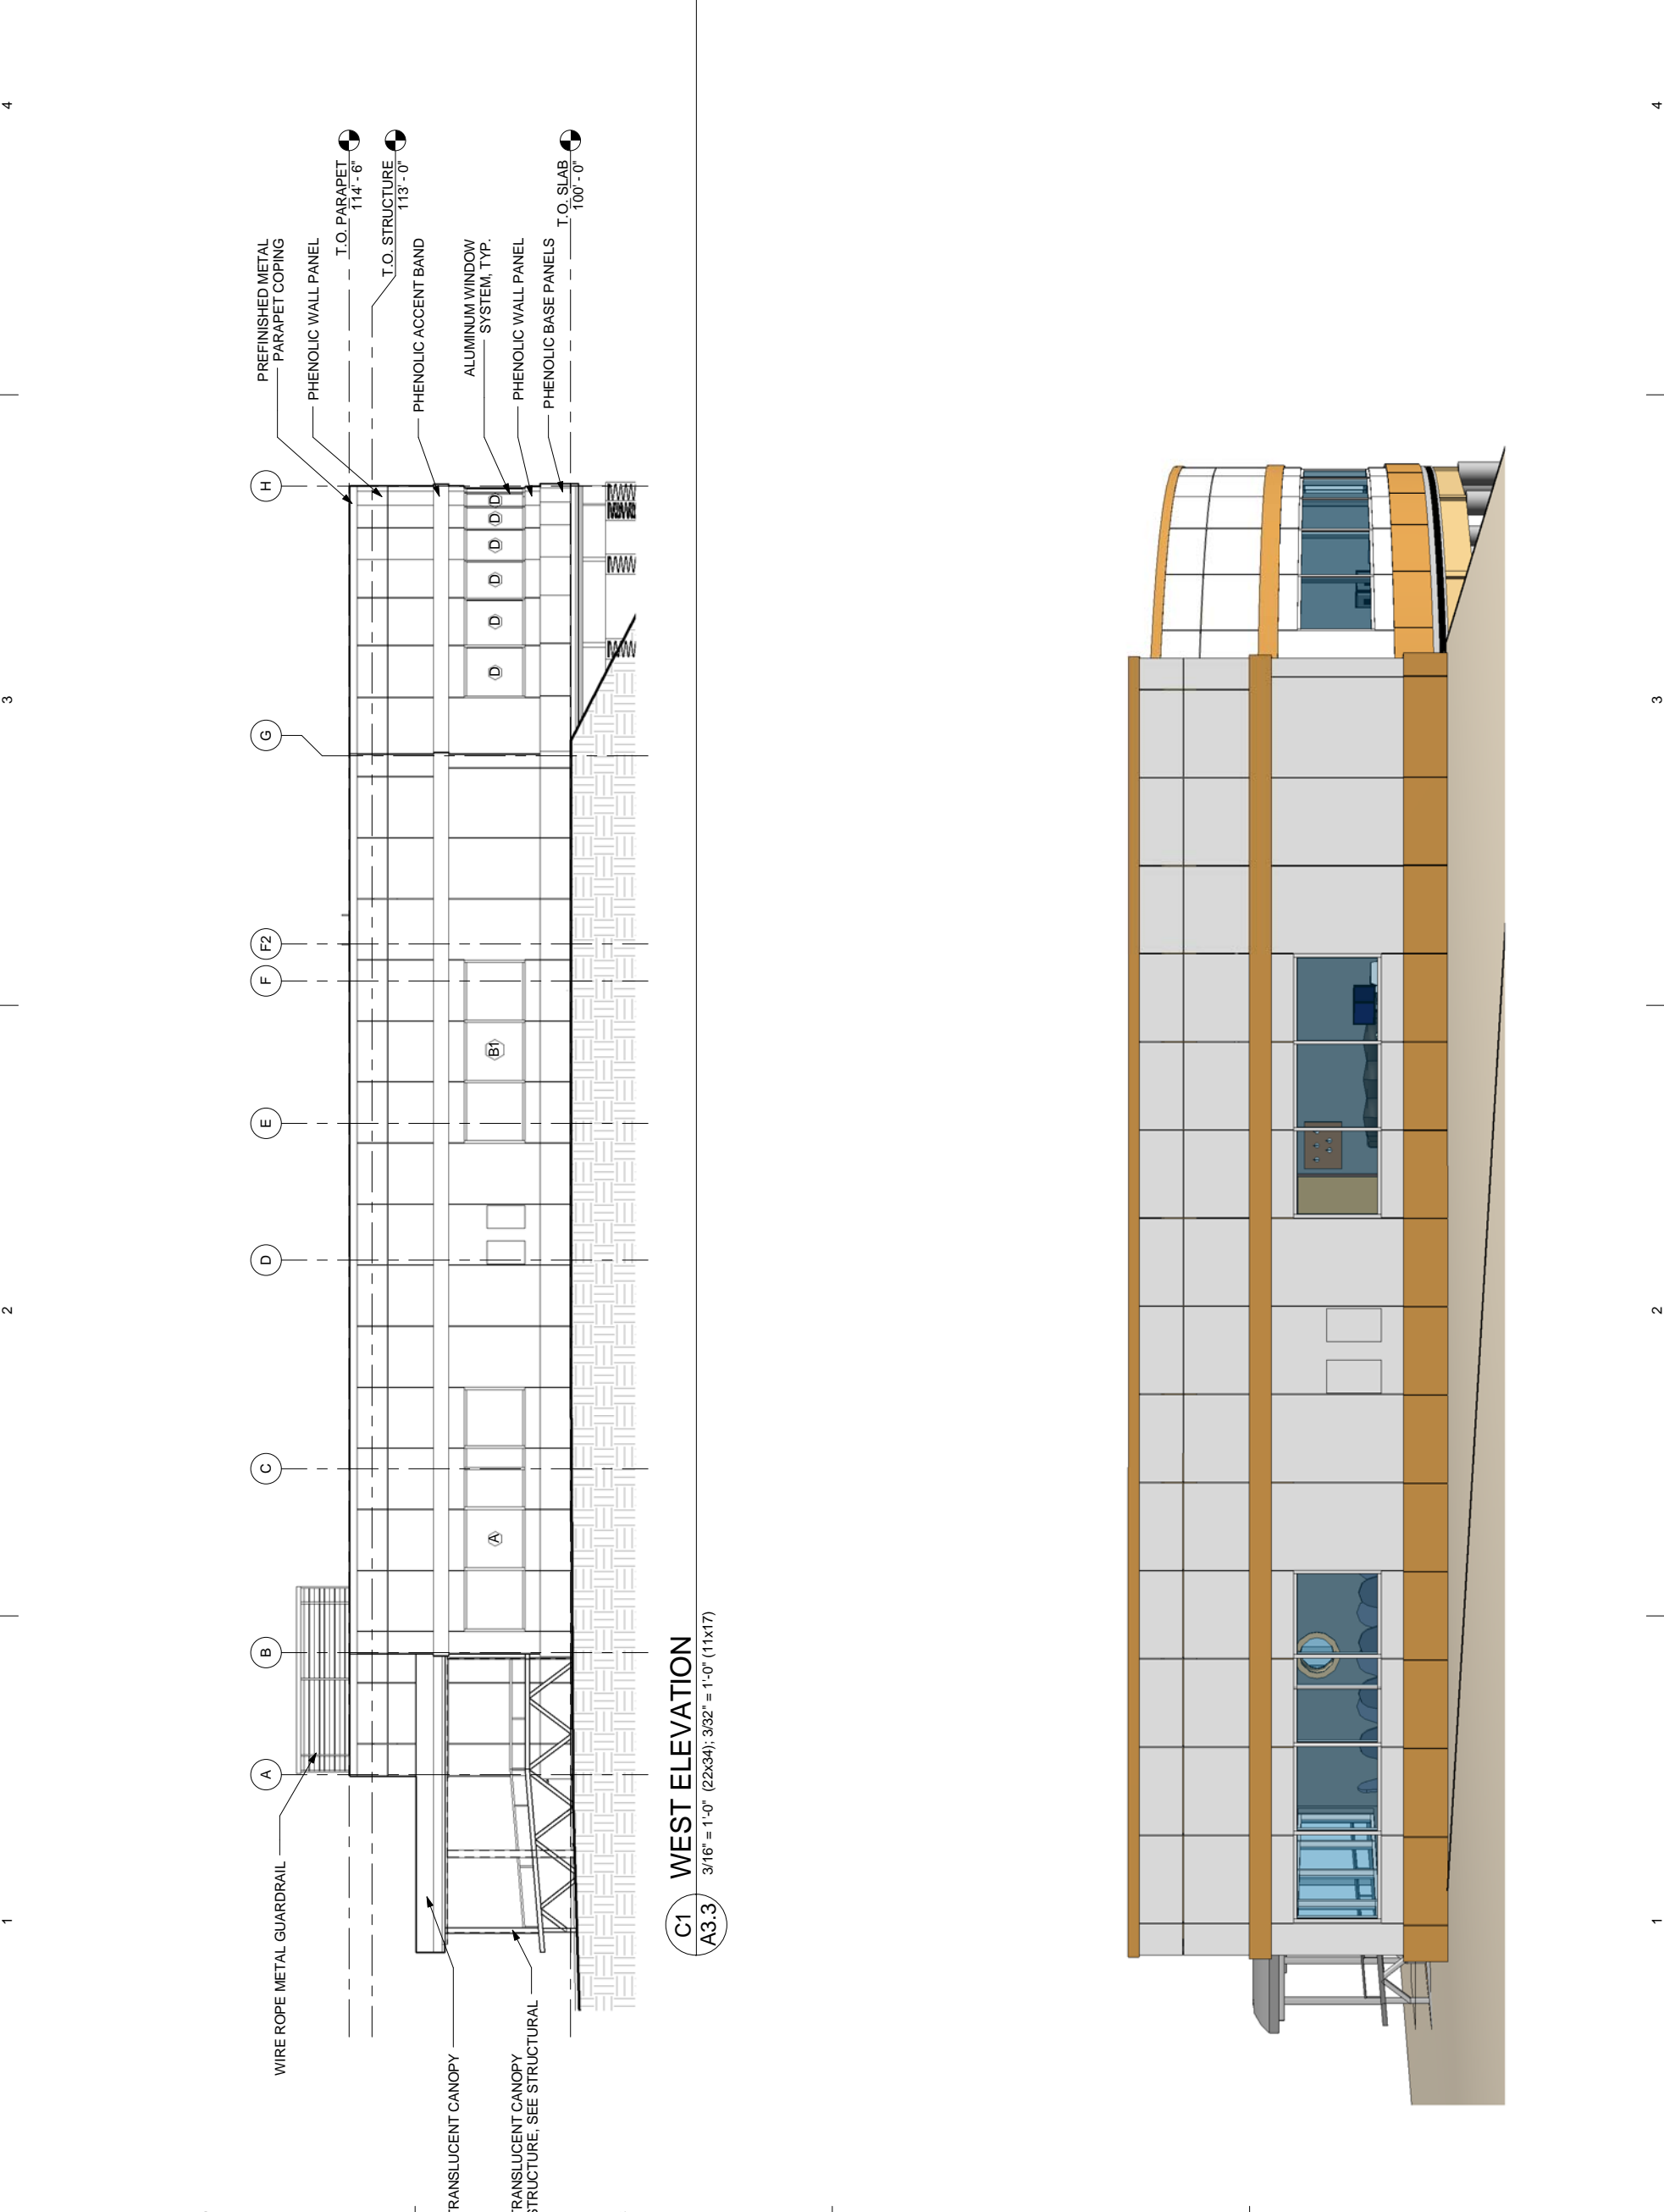 WIRE ROPE METAL GUARDRAIL
A
B
C
D
E
F
F2
G
H
PREFINISHED METAL
PARAPET COPING
PHENOLIC WALL PANEL
T.O. PARAPET
114' - 6"
T.O. STRUCTURE
113' - 0"
PHENOLIC ACCENT BAND
ALUMINUM WINDOW
SYSTEM, TYP.
PHENOLIC WALL PANEL
PHENOLIC BASE PANELS
T.O. SLAB
100' - 0"
A
B1
D
D
D
D
D
D
TRANSLUCENT CANOPY
TRANSLUCENT CANOPY
STRUCTURE, SEE STRUCTURAL
C1
A3.3
WEST ELEVATION
3/16" = 1'-0" (22x34); 3/32" = 1'-0" (11x17)
1
2
3
4
1
2
3
4